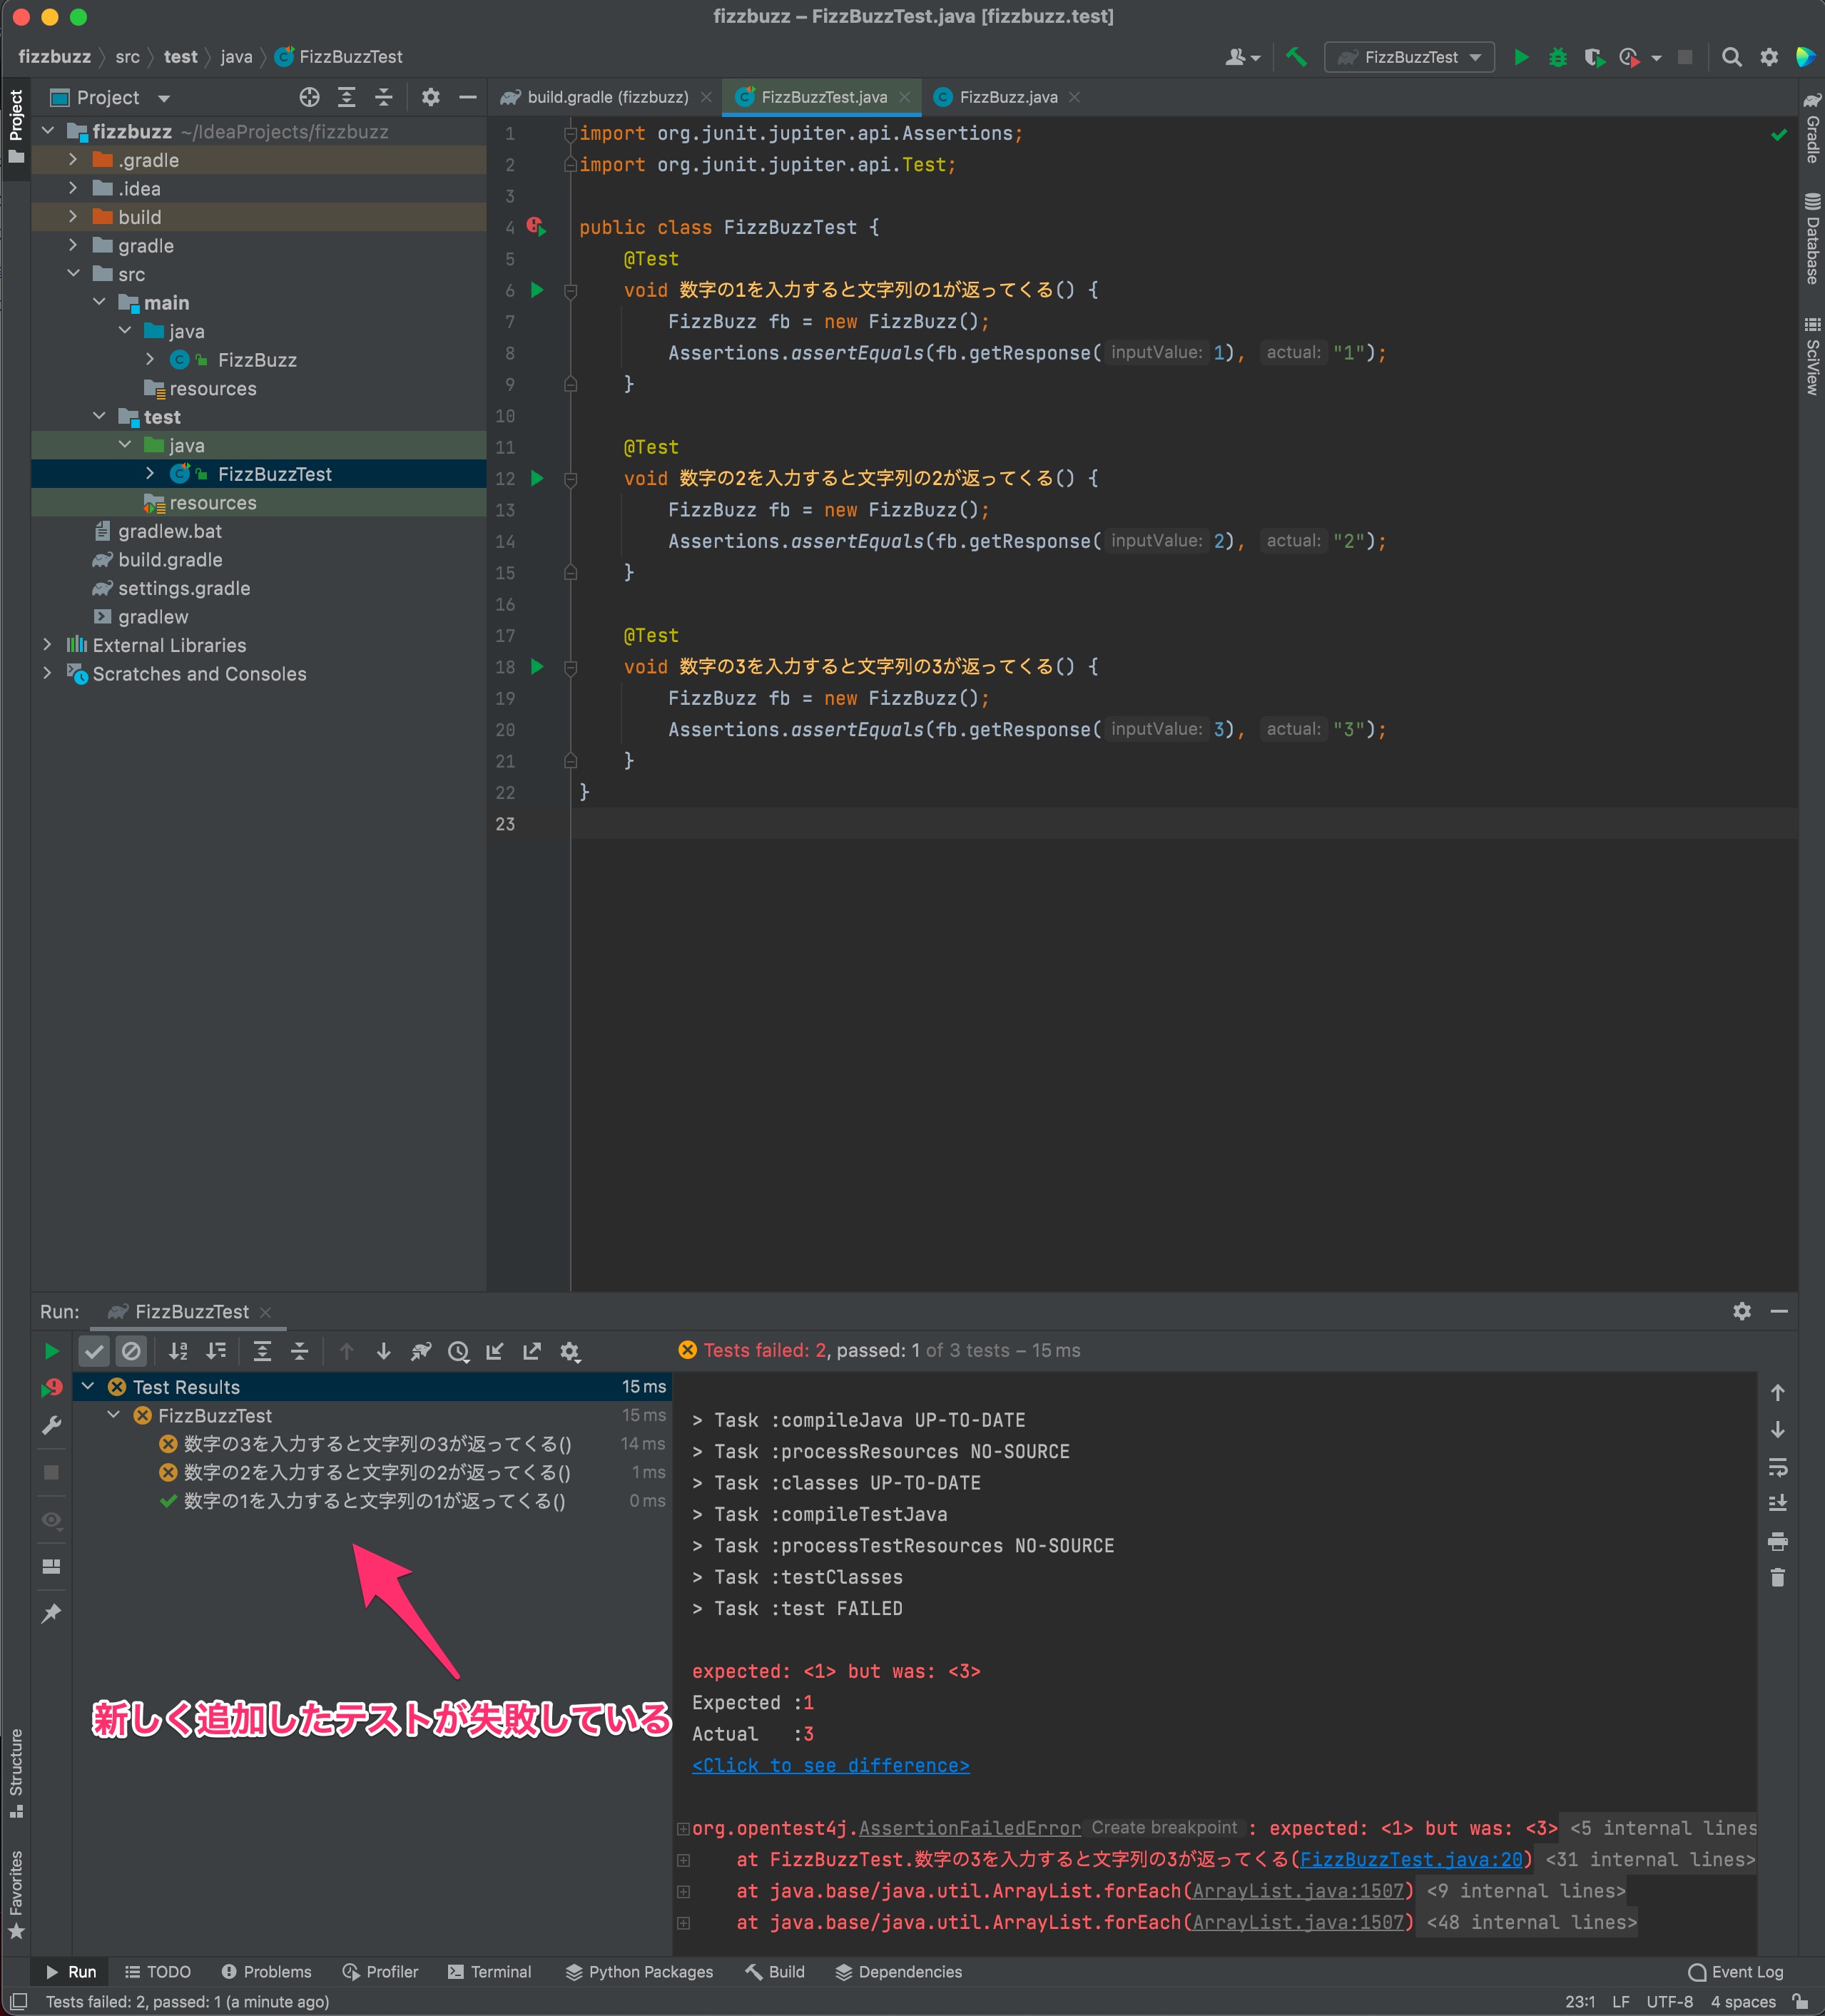 fizzbuzz – FizzBuzzTest.java [fizzbuzz.test]
fizzbuzz src test java FizzBuzzTest
FizzBuzzTest
Project
Project
build.gradle (fizzbuzz)
FizzBuzzTest.java
FizzBuzz.java
fizzbuzz ~/IdeaProjects/fizzbuzz
.gradle
.idea
build
gradle
src
main
java
FizzBuzz
resources
test
java
FizzBuzzTest
resources
gradlew.bat
build.gradle
settings.gradle
gradlew
External Libraries
Scratches and Consoles
1 import org.junit.jupiter.api.Assertions;
2 import org.junit.jupiter.api.Test;
3
4 public class FizzBuzzTest {
5 @Test
6 void 数字の1を入力すると文字列の1が返ってくる() {
7 FizzBuzz fb = new FizzBuzz();
8 Assertions.assertEquals(fb.getResponse( inputValue: 1), actual: "1");
9 }
10
11 @Test
12 void 数字の2を入力すると文字列の2が返ってくる() {
13 FizzBuzz fb = new FizzBuzz();
14 Assertions.assertEquals(fb.getResponse( inputValue: 2), actual: "2");
15 }
16
17 @Test
18 void 数字の3を入力すると文字列の3が返ってくる() {
19 FizzBuzz fb = new FizzBuzz();
20 Assertions.assertEquals(fb.getResponse( inputValue: 3), actual: "3");
21 }
22 }
23
Gradle
Database
SciView
Run: FizzBuzzTest
Tests failed: 2, passed: 1 of 3 tests – 15 ms
Test Results 15 ms
FizzBuzzTest 15 ms
数字の3を入力すると文字列の3が返ってくる() 14 ms
数字の2を入力すると文字列の2が返ってくる() 1 ms
数字の1を入力すると文字列の1が返ってくる() 0 ms
新しく追加したテストが失敗している
> Task :compileJava UP-TO-DATE
> Task :processResources NO-SOURCE
> Task :classes UP-TO-DATE
> Task :compileTestJava
> Task :processTestResources NO-SOURCE
> Task :testClasses
> Task :test FAILED
expected: <1> but was: <3>
Expected :1
Actual :3
<Click to see difference>
org.opentest4j.AssertionFailedError Create breakpoint : expected: <1> but was: <3> <5 internal lines
at FizzBuzzTest.数字の3を入力すると文字列の3が返ってくる(FizzBuzzTest.java:20) <31 internal lines>
at java.base/java.util.ArrayList.forEach(ArrayList.java:1507) <9 internal lines>
at java.base/java.util.ArrayList.forEach(ArrayList.java:1507) <48 internal lines>
Structure
Favorites
Run TODO Problems Profiler Terminal Python Packages Build Dependencies Event Log
Tests failed: 2, passed: 1 (a minute ago) 23:1 LF UTF-8 4 spaces